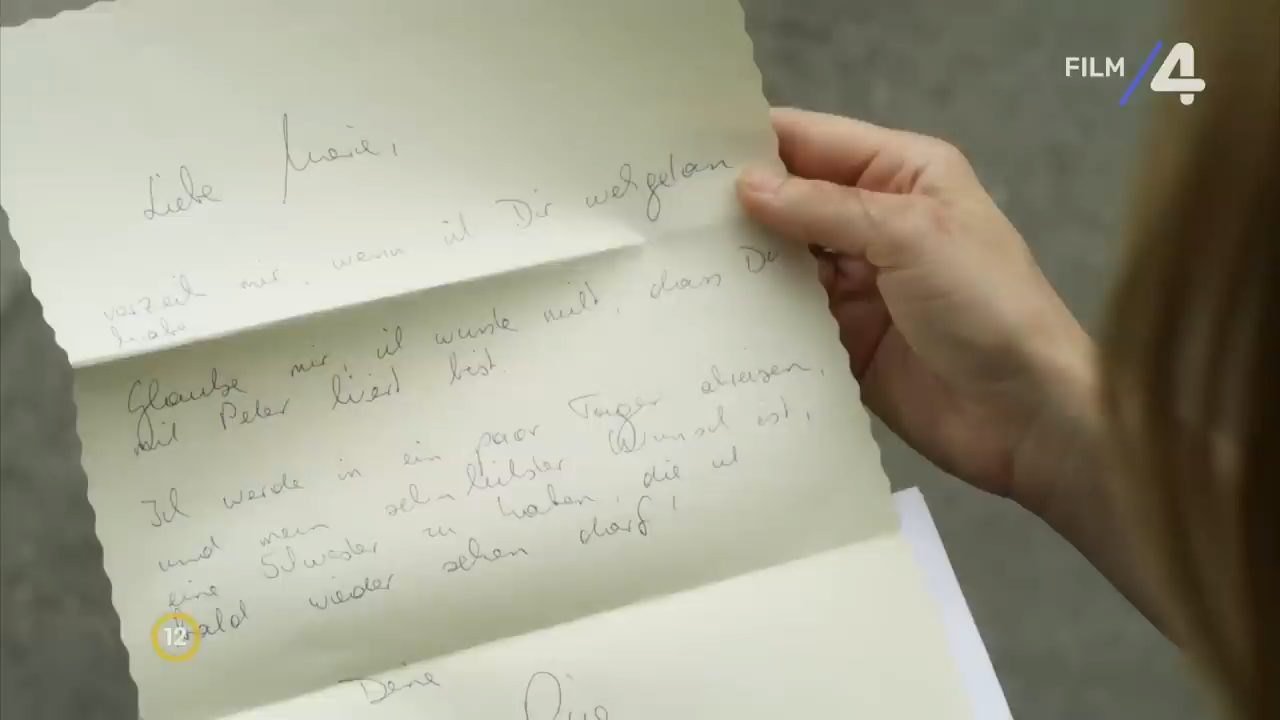 FILM/4
Liebe Marie,
verzeih mir, wenn ich Dir wehgetan
habe.
Glaube mir, ich wusste nicht, dass Du
mit Peter liiert bist.
Ich werde in ein paar Tagen abreisen,
und mein sehnlichster Wunsch ist,
eine Schwester zu haben, die ich
bald wieder sehen darf!
12
Deine